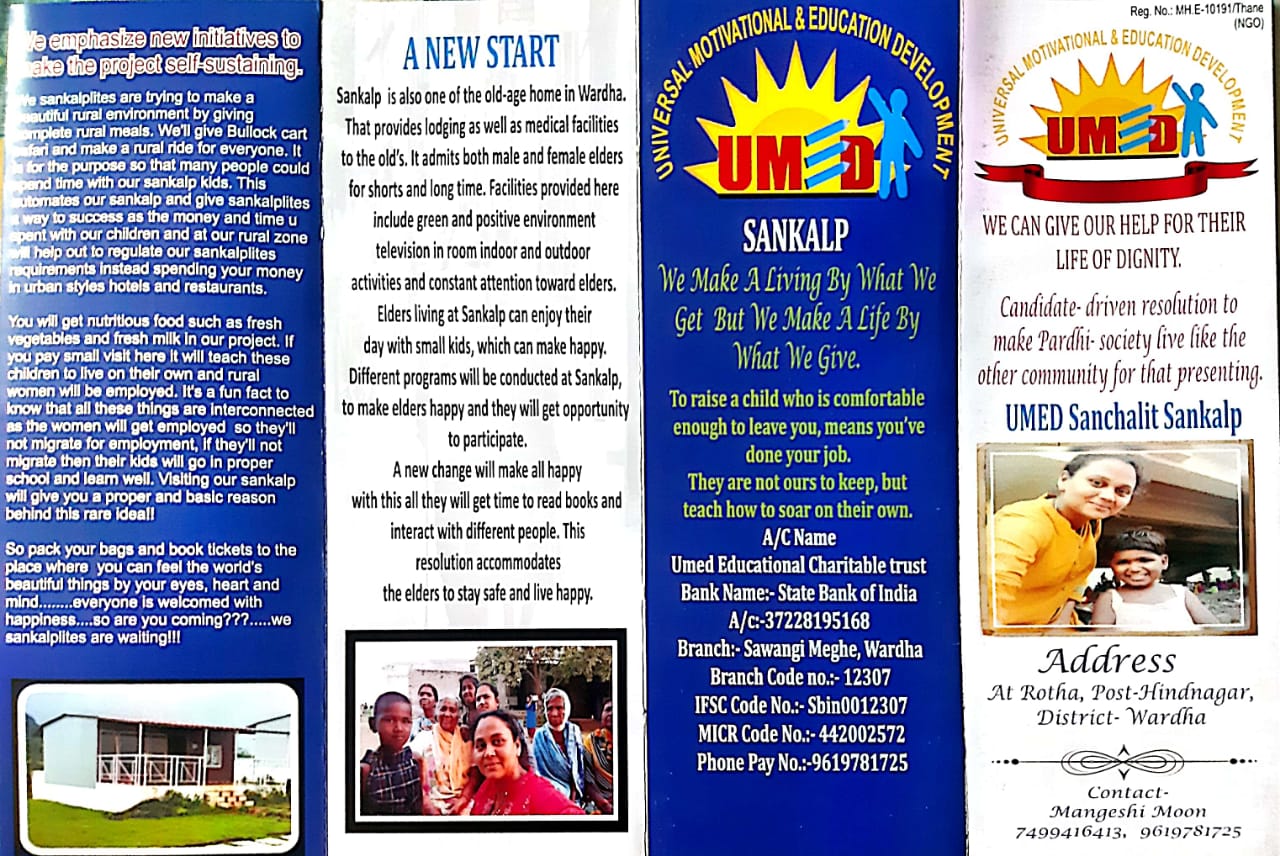 We emphasize new initiatives to
make the project self-sustaining.
We sankalplites are trying to make a
beautiful rural environment by giving
complete rural meals. We'll give Bullock cart
safari and make a rural ride for everyone. It
is for the purpose so that many people could
spend time with our sankalp kids. This
automates our sankalp and give sankalplites
a way to success as the money and time u
spent with our children and at our rural zone
will help out to regulate our sankalplites
requirements instead spending your money
in urban styles hotels and restaurants.
You will get nutritious food such as fresh
vegetables and fresh milk in our project. If
you pay small visit here it will teach these
children to live on their own and rural
women will be employed. It's a fun fact to
know that all these things are interconnected
as the women will get employed so they'll
not migrate for employment, if they'll not
migrate then their kids will go in proper
school and learn well. Visiting our sankalp
will give you a proper and basic reason
behind this rare idea!!
So pack your bags and book tickets to the
place where you can feel the world's
beautiful things by your eyes, heart and
mind........everyone is welcomed with
happiness....so are you coming???.....we
sankalplites are waiting!!!
A NEW START
Sankalp is also one of the old-age home in Wardha.
That provides lodging as well as medical facilities
to the old's. It admits both male and female elders
for shorts and long time. Facilities provided here
include green and positive environment
television in room indoor and outdoor
activities and constant attention toward elders.
Elders living at Sankalp can enjoy their
day with small kids, which can make happy.
Different programs will be conducted at Sankalp,
to make elders happy and they will get opportunity
to participate.
A new change will make all happy
with this all they will get time to read books and
interact with different people. This
resolution accommodates
the elders to stay safe and live happy.
UNIVERSAL MOTIVATIONAL & EDUCATION DEVELOPMENT
UMED
SANKALP
We Make A Living By What We
Get But We Make A Life By
What We Give.
To raise a child who is comfortable
enough to leave you, means you've
done your job.
They are not ours to keep, but
teach how to soar on their own.
A/C Name
Umed Educational Charitable trust
Bank Name:- State Bank of India
A/c:-37228195168
Branch:- Sawangi Meghe, Wardha
Branch Code no.:- 12307
IFSC Code No.:- Sbin0012307
MICR Code No.:- 442002572
Phone Pay No.:-9619781725
Reg. No.: MH.E-10191/Thane
(NGO)
UNIVERSAL MOTIVATIONAL & EDUCATION DEVELOPMENT
UMED
WE CAN GIVE OUR HELP FOR THEIR
LIFE OF DIGNITY.
Candidate- driven resolution to
make Pardhi- society live like the
other community for that presenting.
UMED Sanchalit Sankalp
Address
At Rotha, Post-Hindnagar,
District- Wardha
Contact-
Mangeshi Moon
7499416413, 9619781725